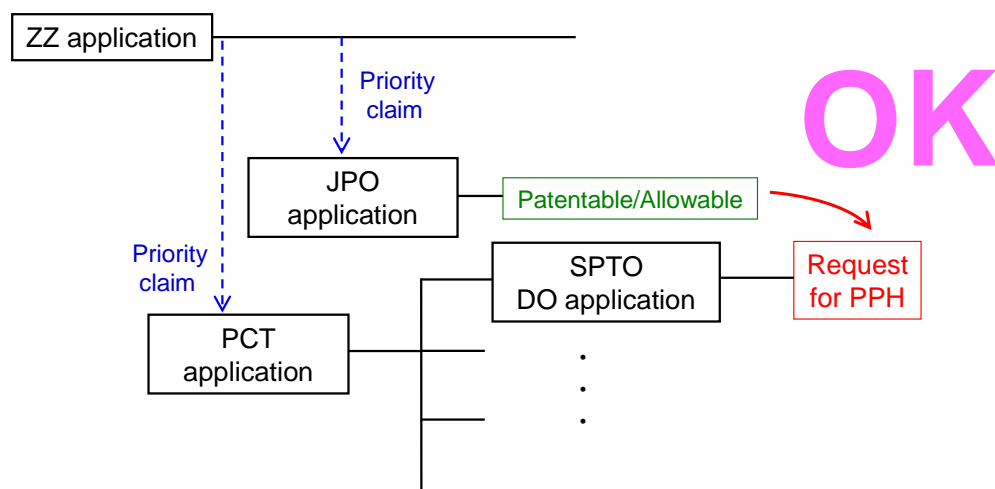 ZZ application
OK
Priority
claim
JPO
application
Patentable/Allowable
Priority
claim
SPTO
DO application
Request
for PPH
PCT
application